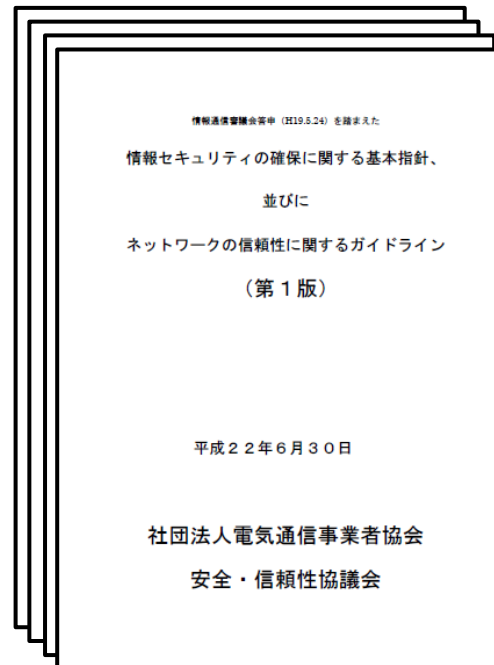 情報通信審議会答申（H19.5.24）を踏まえた
情報セキュリティの確保に関する基本指針、
並びに
ネットワークの信頼性に関するガイドライン
（第１版）
平成２２年６月３０日
社団法人電気通信事業者協会
安全・信頼性協議会